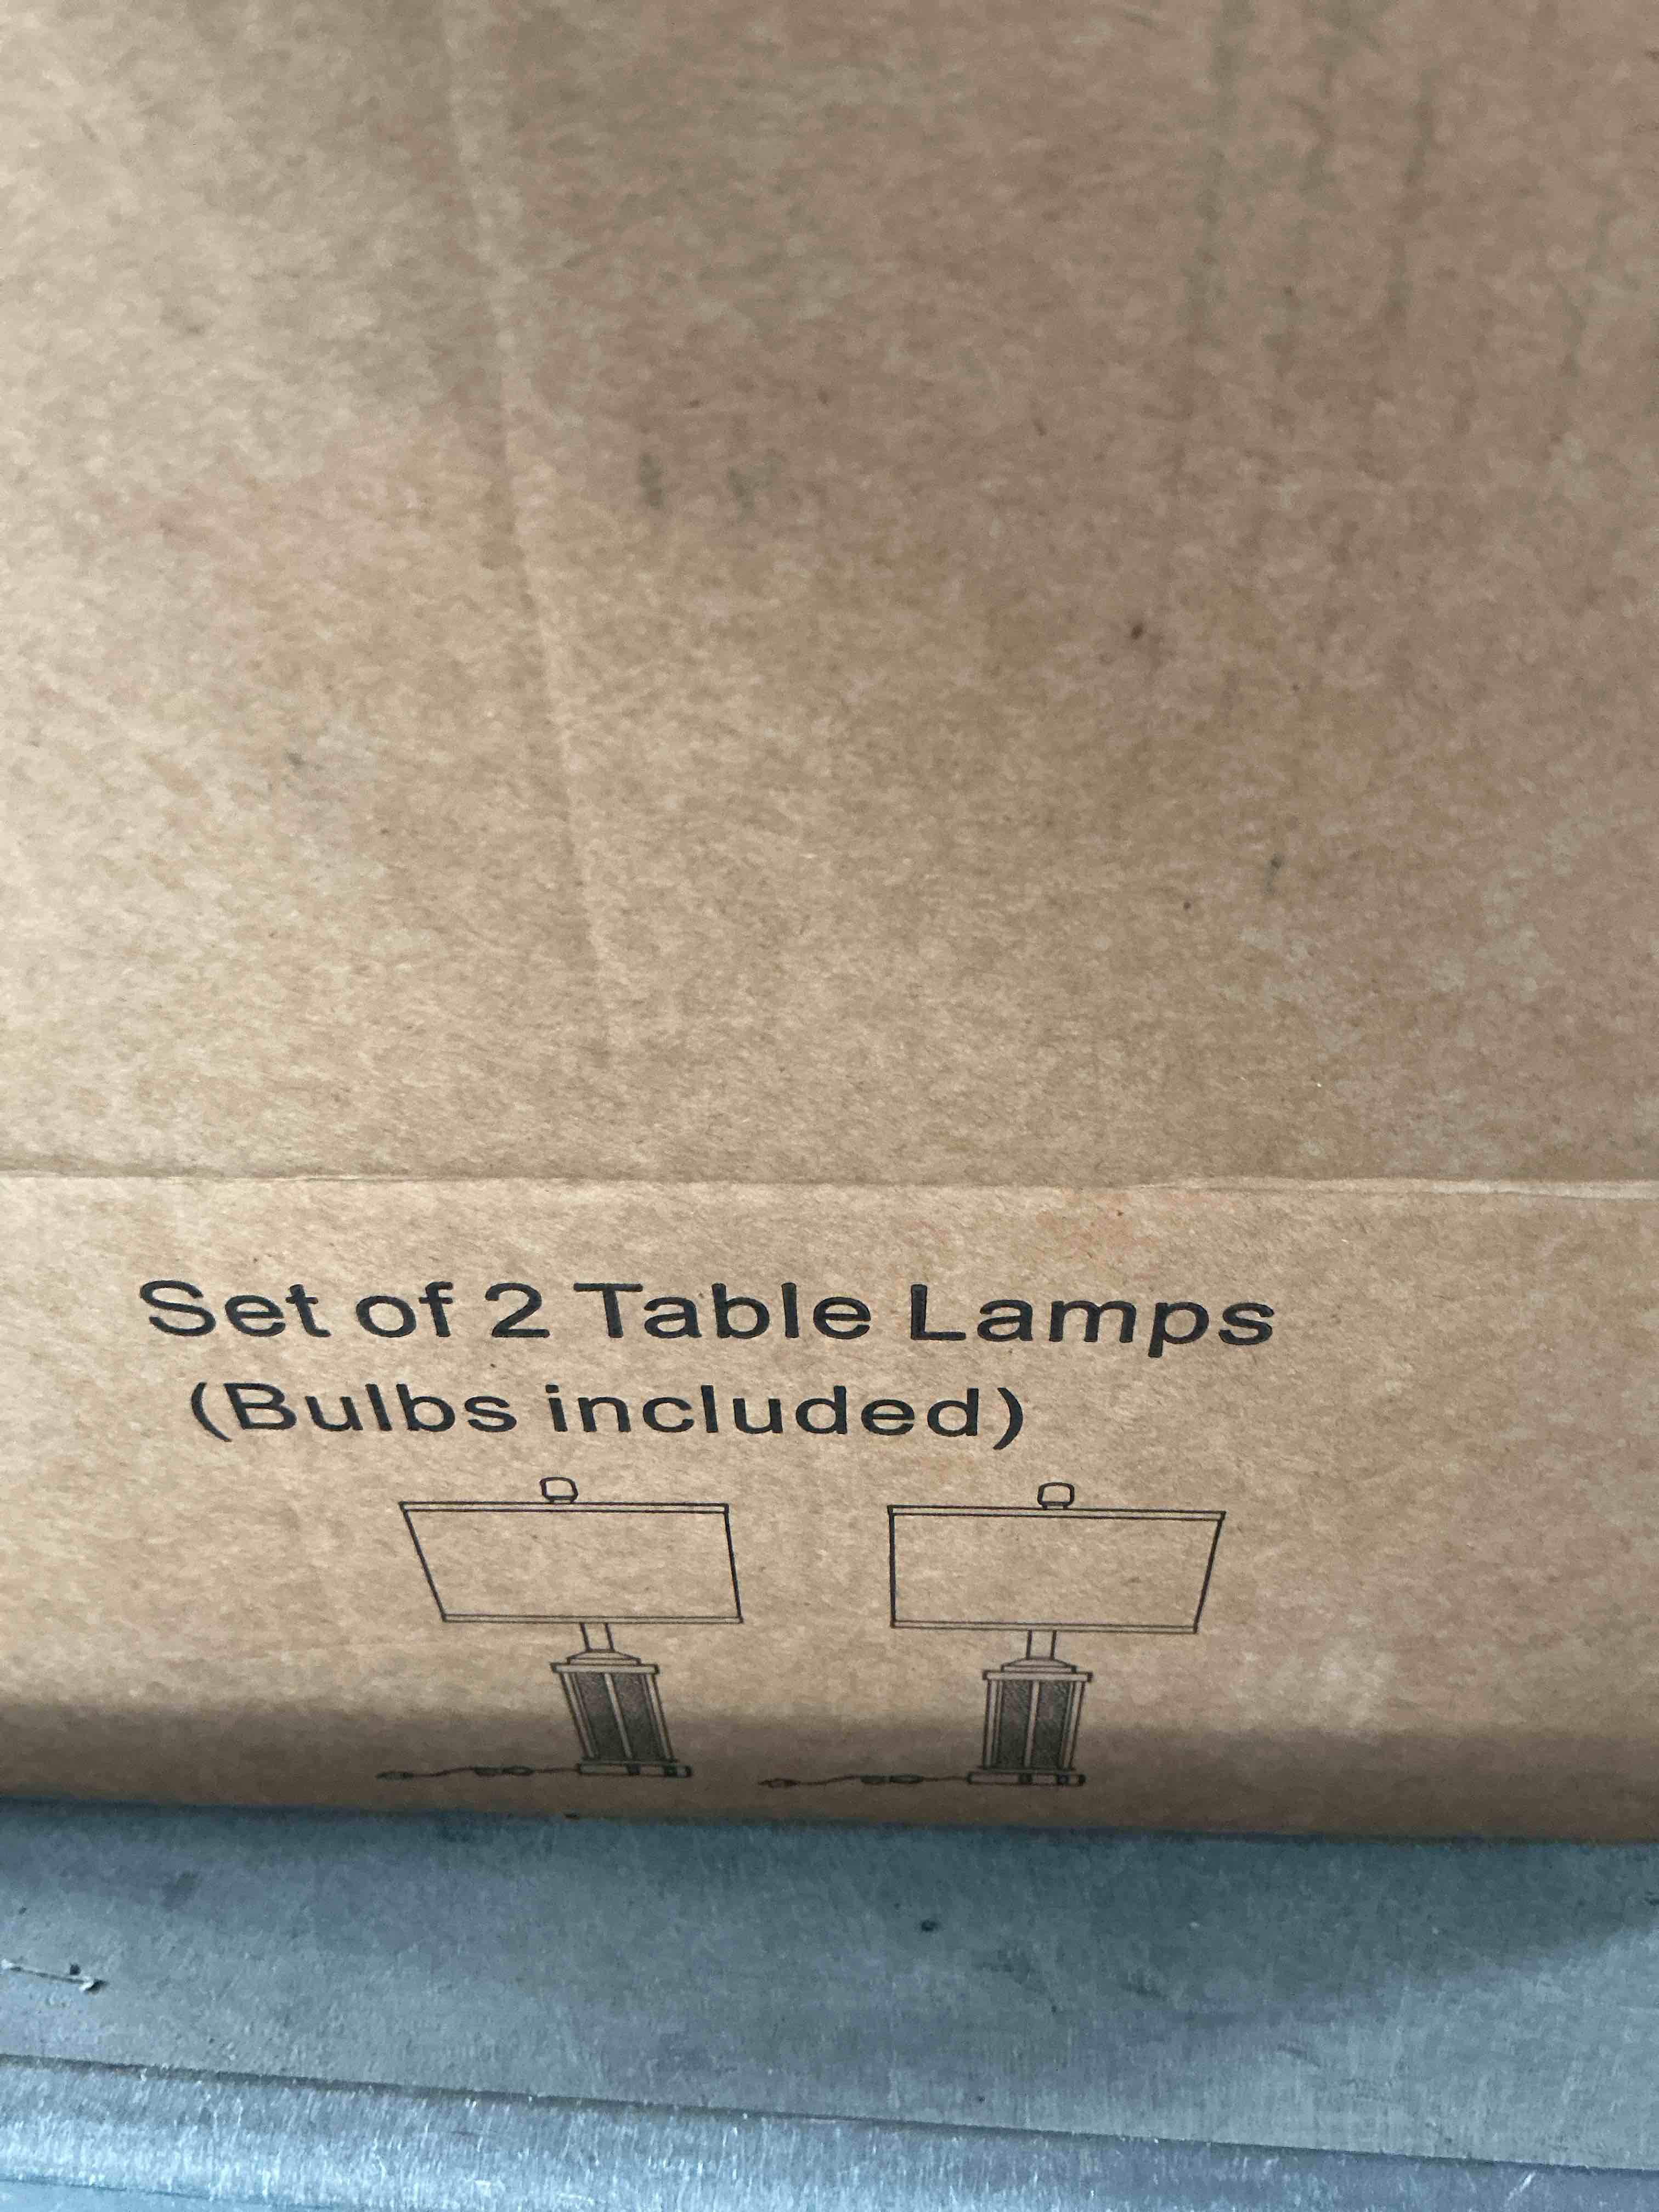 Set of 2 Table Lamps
(Bulbs included)